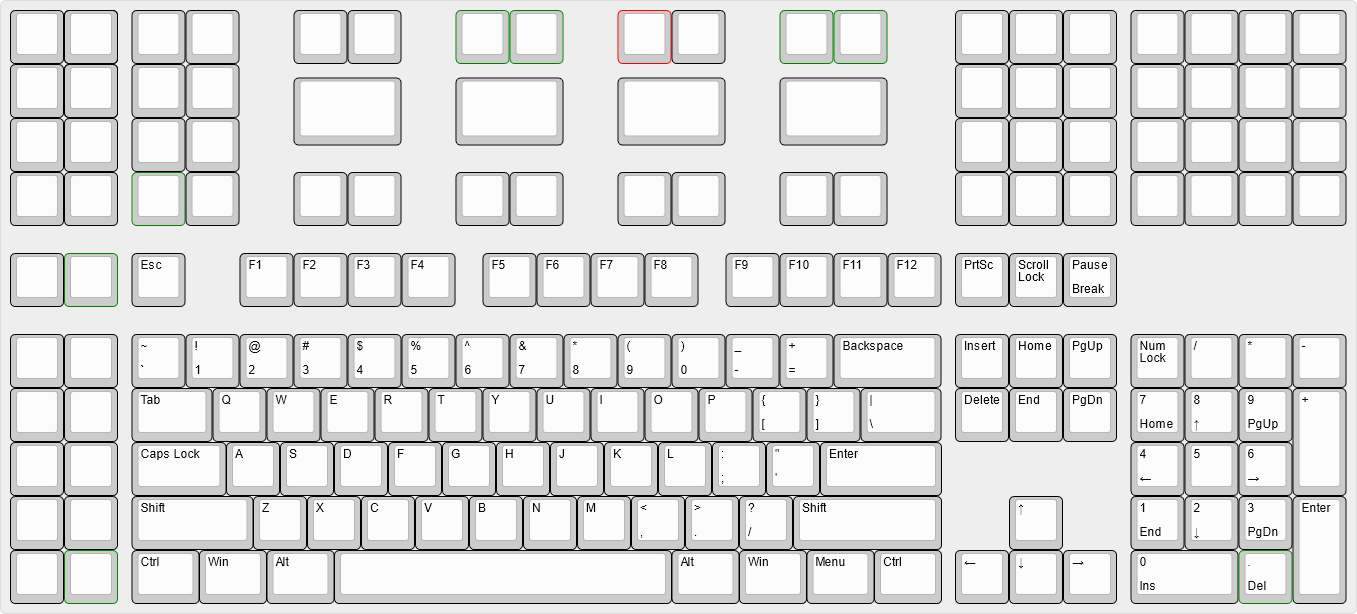 Esc F1 F2 F3 F4 F5 F6 F7 F8 F9 F10 F11 F12 PrtSc Scroll Pause
Lock
Break
~ ! @ # $ % ^ & * ( ) _ + Backspace Insert Home PgUp Num / * -
Lock
` 1 2 3 4 5 6 7 8 9 0 - =
Tab Q W E R T Y U I O P { } | Delete End PgDn 7 8 9 +
[ ] \ Home ↑ PgUp
Caps Lock A S D F G H J K L : " Enter 4 5 6
; ' ← →
Shift Z X C V B N M < > ? Shift ↑ 1 2 3 Enter
, . / End ↓ PgDn
Ctrl Win Alt Alt Win Menu Ctrl ← ↓ → 0 .
Ins Del